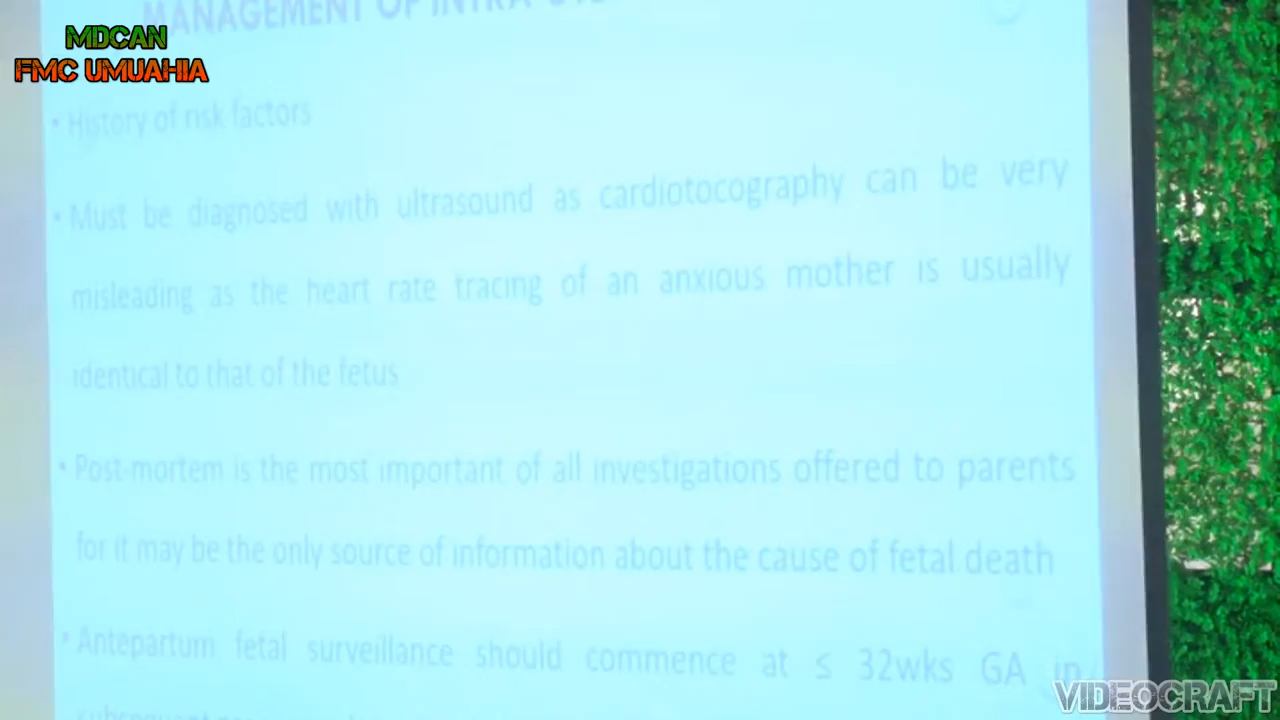 MDCAN
FMC UMUAHIA
MANAGEMENT OF INTRA
• History of risk factors
• Must be diagnosed with ultrasound as cardiotocography can be very
misleading as the heart rate tracing of an anxious mother is usually
identical to that of the fetus
• Post-mortem is the most important of all investigations offered to parents
for it may be the only source of information about the cause of fetal death
• Antepartum fetal surveillance should commence at ≤ 32wks GA in
subsequent
VIDEOCRAFT